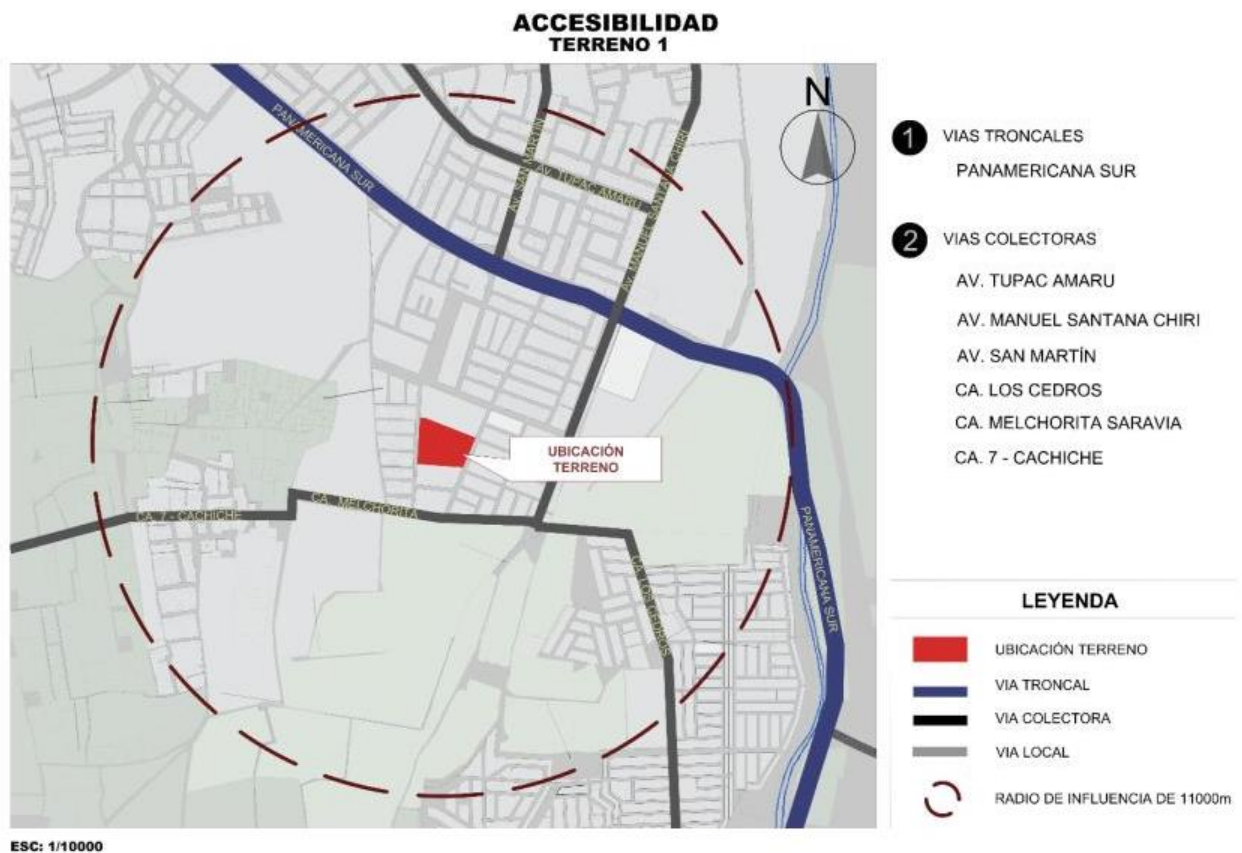 ACCESIBILIDAD
TERRENO 1
PANAMERICANA SUR
AV. SAN MARTÍN
AV. TUPAC AMARU
AV. MANUEL SANTANA CHIRI
N
UBICACIÓN
TERRENO
CA. 7 - CACHICHE
CA. MELCHORITA
CA. LOS CEDROS
PANAMERICANA SUR
1 VIAS TRONCALES
PANAMERICANA SUR
2 VIAS COLECTORAS
AV. TUPAC AMARU
AV. MANUEL SANTANA CHIRI
AV. SAN MARTÍN
CA. LOS CEDROS
CA. MELCHORITA SARAVIA
CA. 7 - CACHICHE
LEYENDA
UBICACIÓN TERRENO
VIA TRONCAL
VIA COLECTORA
VIA LOCAL
RADIO DE INFLUENCIA DE 11000m
ESC: 1/10000